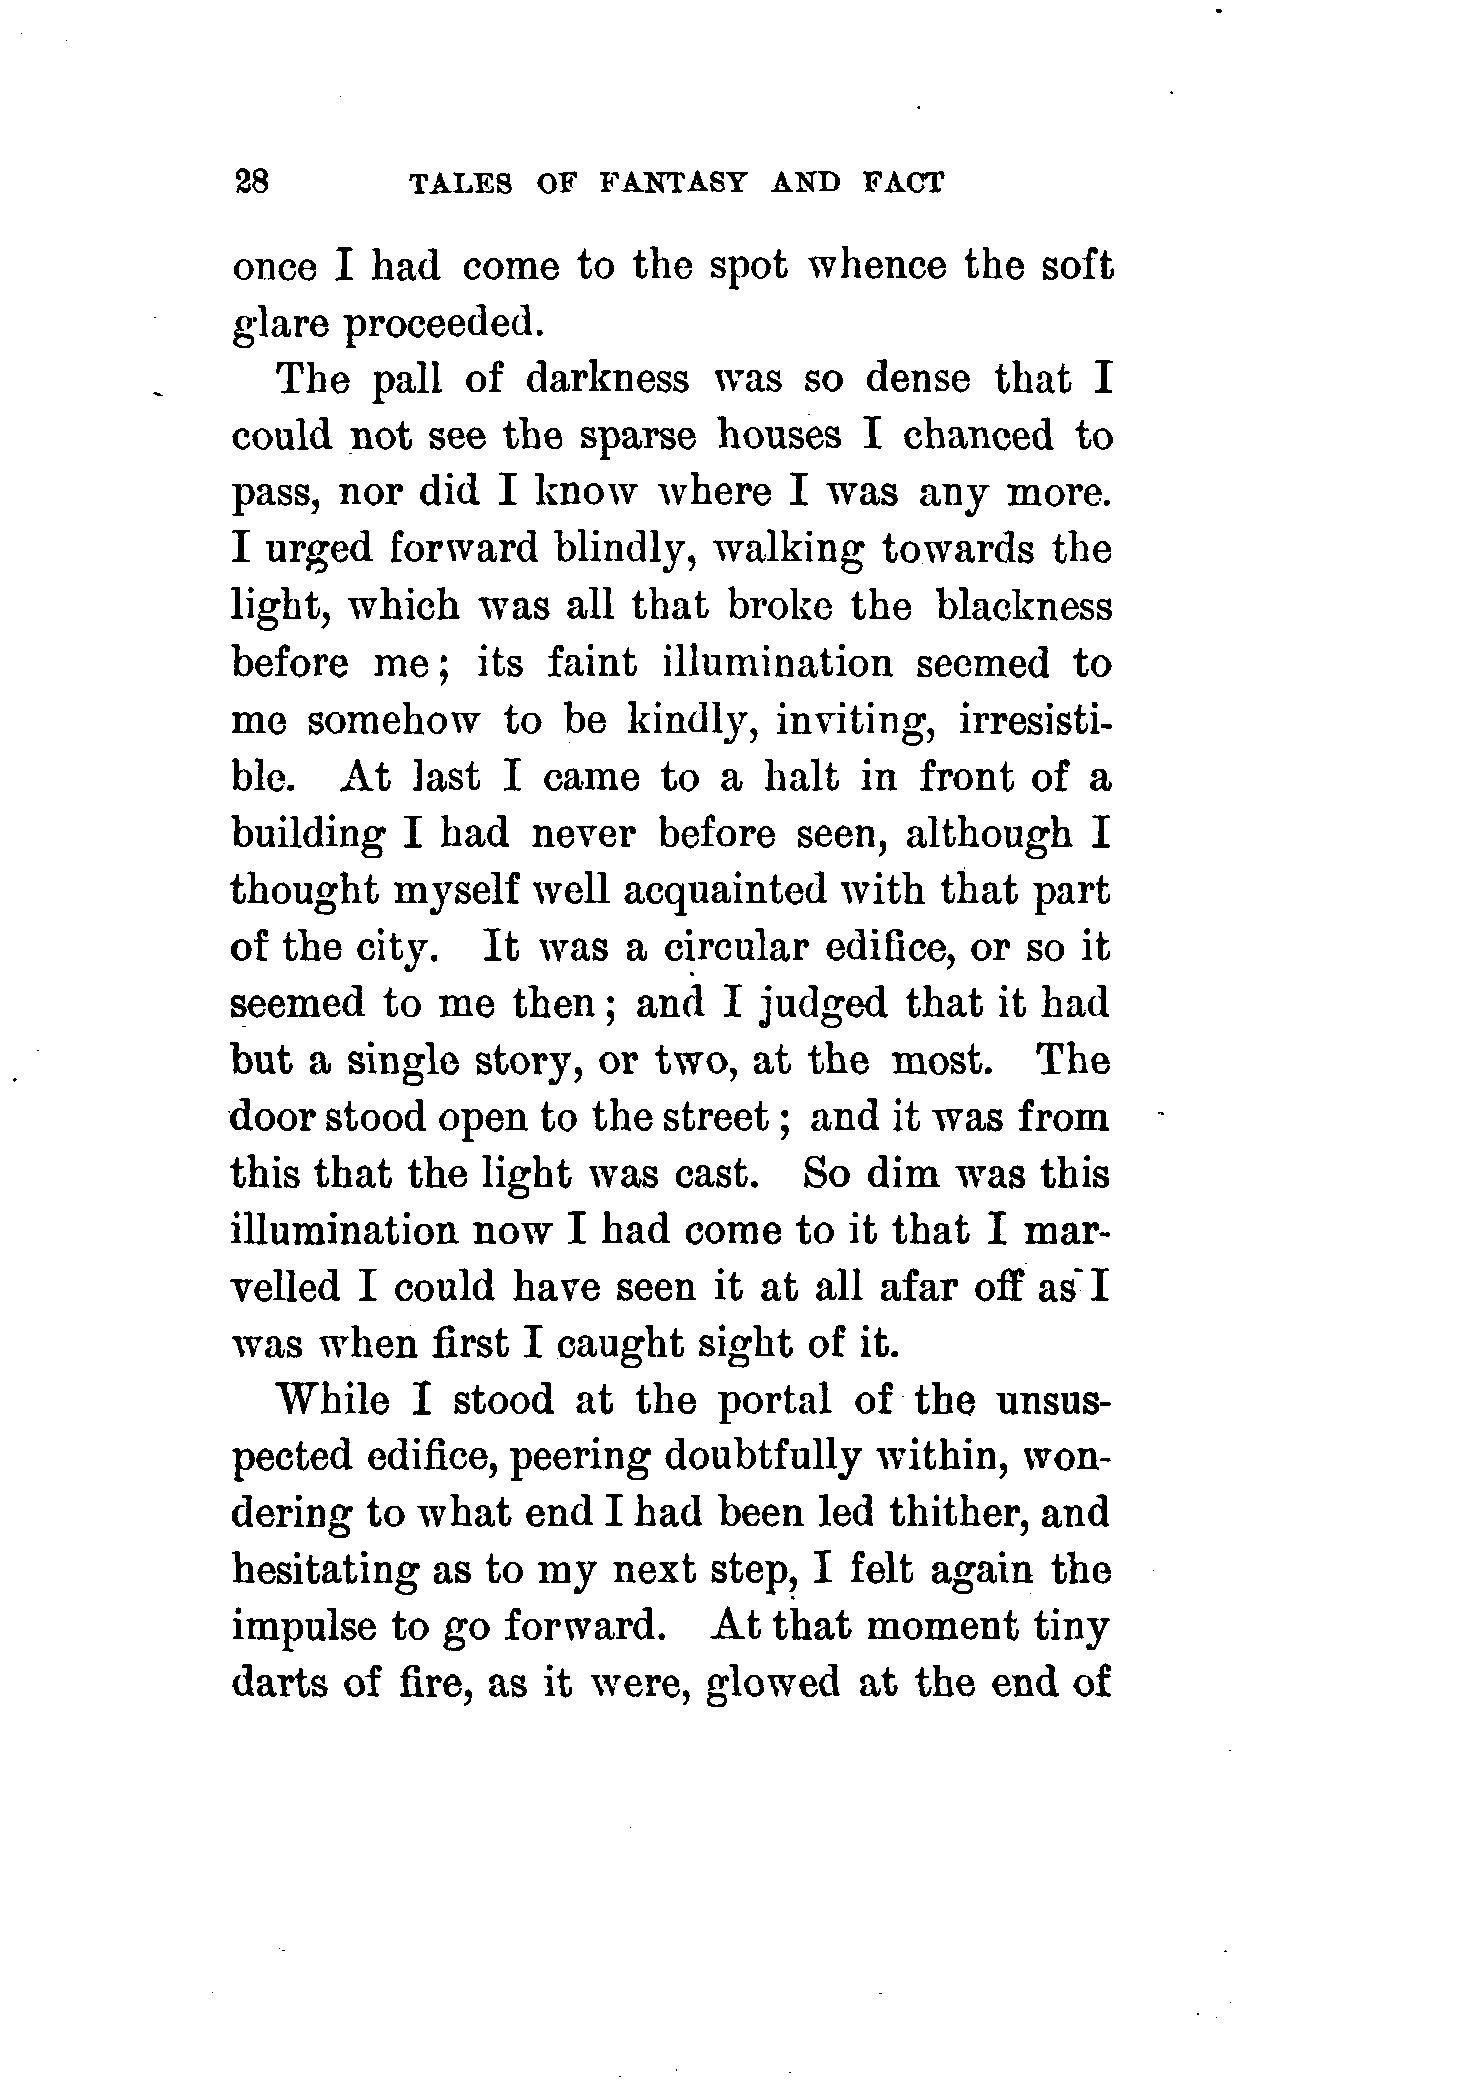 28 TALES OF FANTASY AND FACT
once I had come to the spot whence the soft
glare proceeded.
The pall of darkness was so dense that I
could not see the sparse houses I chanced to
pass, nor did I know where I was any more.
I urged forward blindly, walking towards the
light, which was all that broke the blackness
before me; its faint illumination seemed to
me somehow to be kindly, inviting, irresisti-
ble. At last I came to a halt in front of a
building I had never before seen, although I
thought myself well acquainted with that part
of the city. It was a circular edifice, or so it
seemed to me then; and I judged that it had
but a single story, or two, at the most. The
door stood open to the street; and it was from
this that the light was cast. So dim was this
illumination now I had come to it that I mar-
velled I could have seen it at all afar off as I
was when first I caught sight of it.
While I stood at the portal of the unsus-
pected edifice, peering doubtfully within, won-
dering to what end I had been led thither, and
hesitating as to my next step, I felt again the
impulse to go forward. At that moment tiny
darts of fire, as it were, glowed at the end of